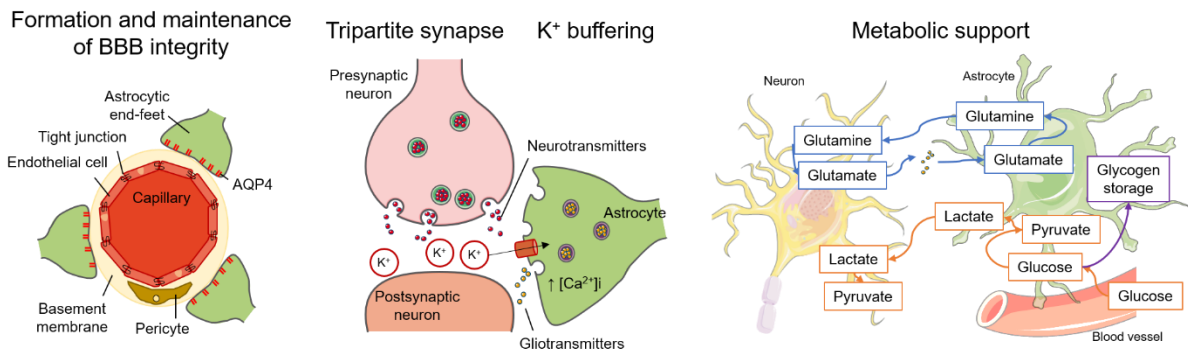 Formation and maintenance
of BBB integrity
Astrocytic
end-feet
Tight junction
Endothelial cell
Capillary
AQP4
Basement
membrane
Pericyte
Tripartite synapse
K⁺ buffering
Presynaptic
neuron
Neurotransmitters
Astrocyte
K⁺
K⁺
K⁺
↑ [Ca²⁺]i
Postsynaptic
neuron
Gliotransmitters
Metabolic support
Neuron
Astrocyte
Glutamine
Glutamine
Glutamate
Glutamate
Glycogen
storage
Lactate
Pyruvate
Lactate
Glucose
Pyruvate
Glucose
Blood vessel